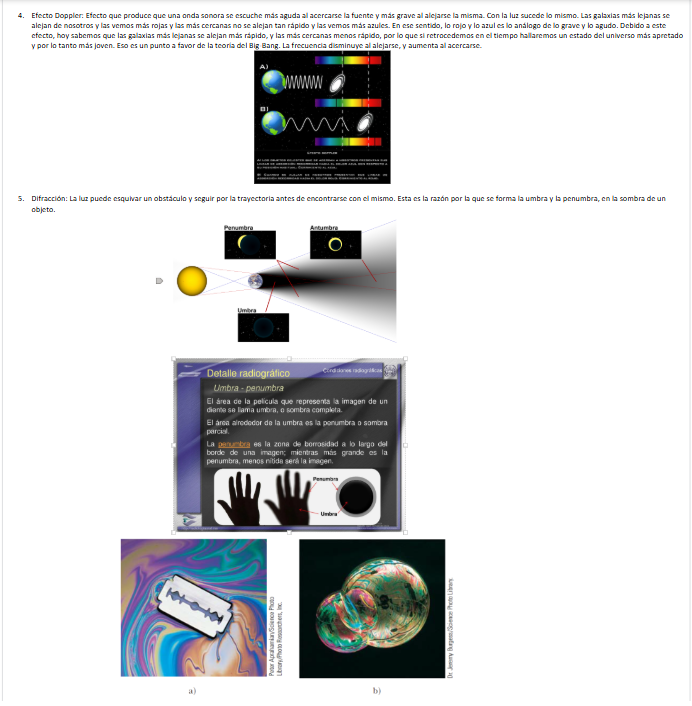 4. Efecto Doppler: Efecto que produce que una onda sonora se escuche más aguda al acercarse la fuente y más grave al alejarse la misma. Con la luz sucede lo mismo. Las galaxias más lejanas se
alejan de nosotros y las vemos más rojas y las más cercanas no se alejan tan rápido y las vemos más azules. En ese sentido, lo rojo y lo azul es lo análogo de lo grave y lo agudo. Debido a este
efecto, hoy sabemos que las galaxias más lejanas se alejan más rápido, y las más cercanas menos rápido, por lo que si retrocedemos en el tiempo hallaremos un estado del universo más apretado
y por lo tanto más joven. Eso es un punto a favor de la teoría del Big-Bang. La frecuencia disminuye al alejarse, y aumenta al acercarse.
A)
B)
EFECTO DOPPLER
5. Difracción: La luz puede esquivar un obstáculo y seguir por la trayectoria antes de encontrarse con el mismo. Esta es la razón por la que se forma la umbra y la penumbra, en la sombra de un
objeto.
Penumbra
Antumbra
Umbra
Detalle radiográfico
Condiciones radiográficas
Umbra - penumbra
El área de la película que representa la imagen de un
diente se llama umbra, o sombra completa.
El área alrededor de la umbra es la penumbra o sombra
parcial.
La penumbra es la zona de borrosidad a lo largo del
borde de una imagen; mientras más grande es la
penumbra, menos nítida será la imagen.
Penumbra
Umbra
Peter Aprahamian/Science Photo
Library/Photo Researchers, Inc.
Dr. Jeremy Burgess/Science Photo Library
a)
b)